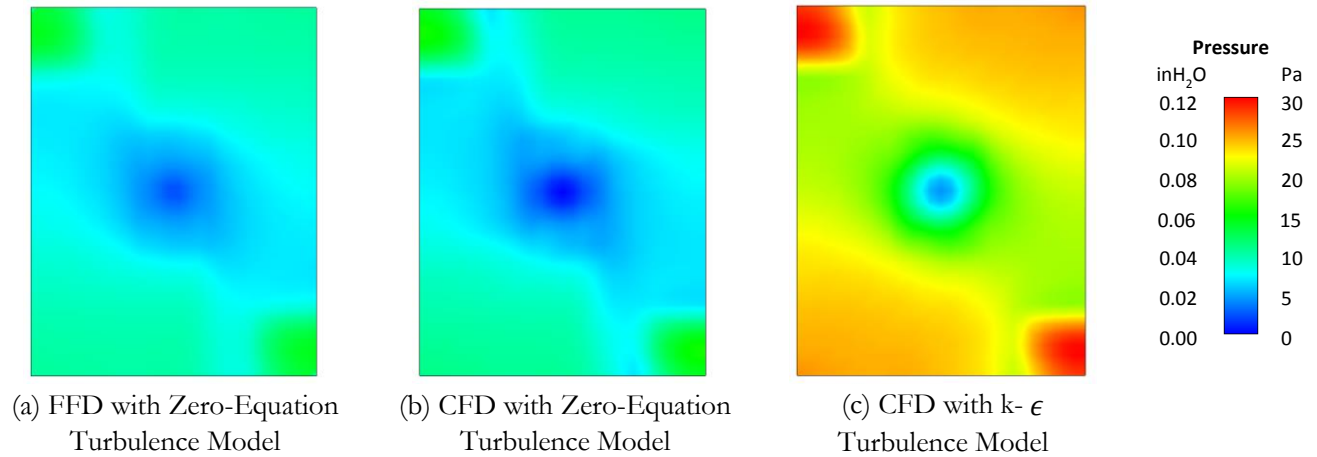 Pressure
inH₂O Pa
0.12 30
0.10 25
0.08 20
0.06 15
0.04 10
0.02 5
0.00 0
(a) FFD with Zero-Equation
Turbulence Model
(b) CFD with Zero-Equation
Turbulence Model
(c) CFD with k- ϵ
Turbulence Model